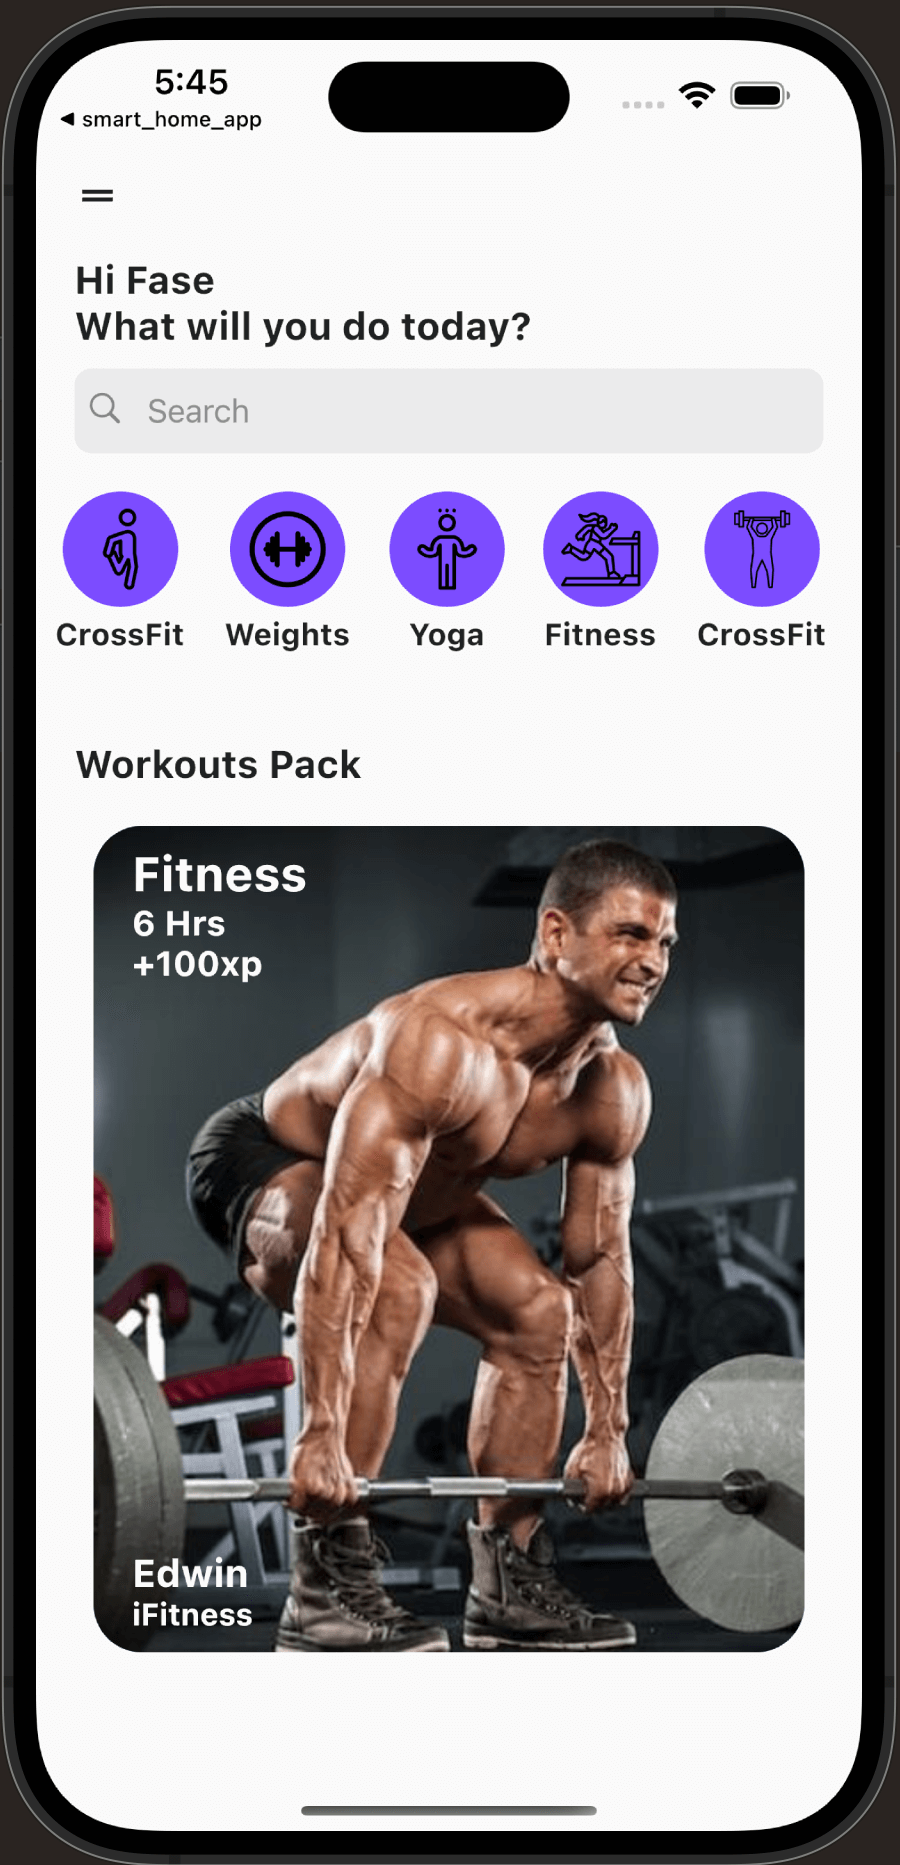 5:45
◀ smart_home_app
Hi Fase
What will you do today?
Search
CrossFit
Weights
Yoga
Fitness
CrossFit
Workouts Pack
Fitness
6 Hrs
+100xp
Edwin
iFitness